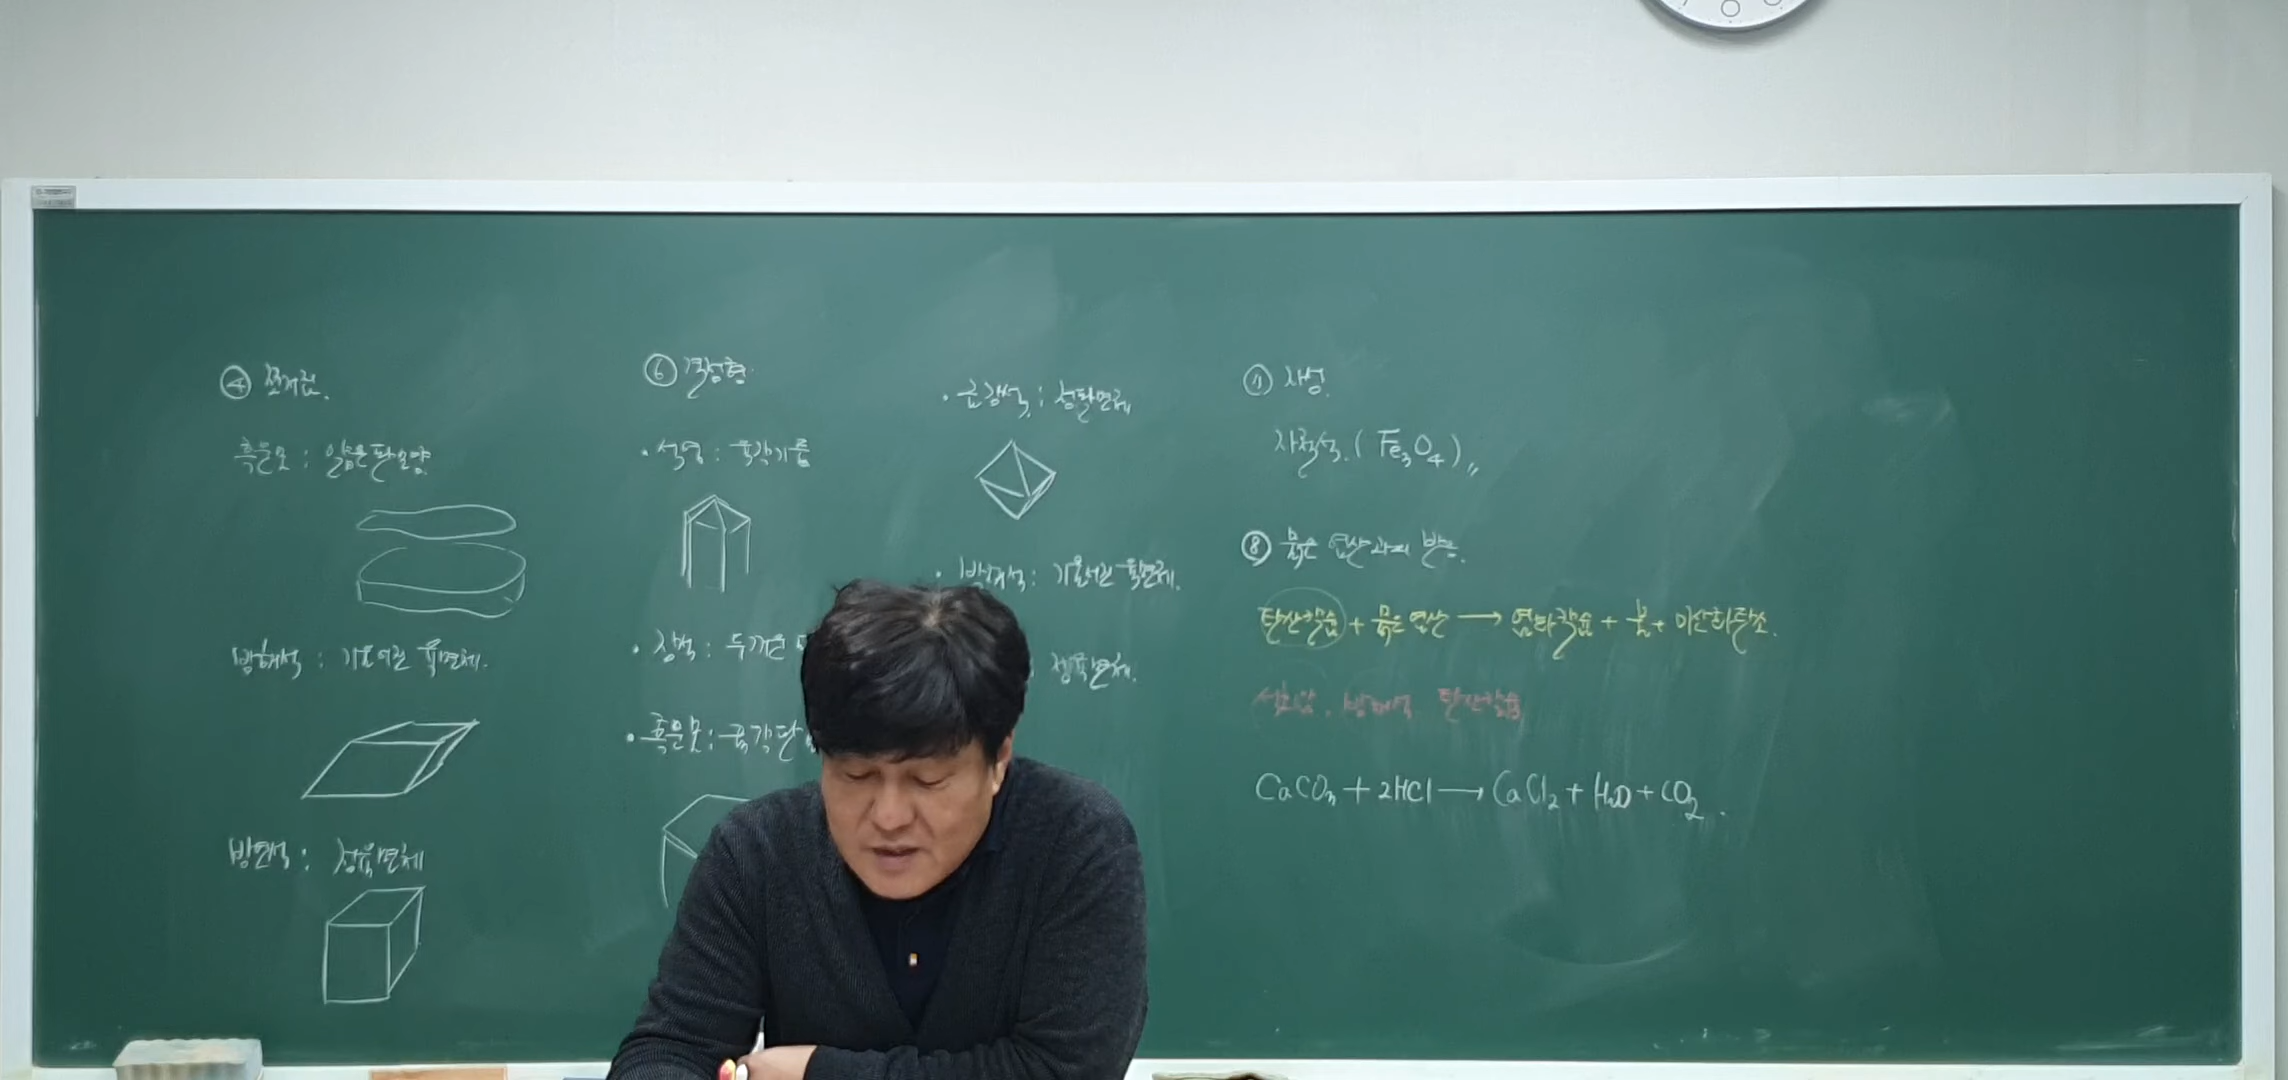 ④ 쪼개짐.
흑운모 : 얇은 판 모양.
방해석 : 기울어진 육면체.
방연석 : 정육면체
⑥ 결정형
· 석영 : 육각기둥
· 장석 : 두꺼운
· 흑운모 : 육각판
· 금강석 : 정팔면체
· 방해석 : 기울어진 육면체.
정육면체.
⑦ 자성.
자철석. ( Fe₃O₄ )〃
⑧ 묽은 염산과의 반응.
탄산칼슘 + 묽은 염산 → 염화칼슘 + 물 + 이산화탄소.
석회암, 방해석 탄산칼슘
CaCO₃ + 2HCl → CaCl₂ + H₂O + CO₂ .